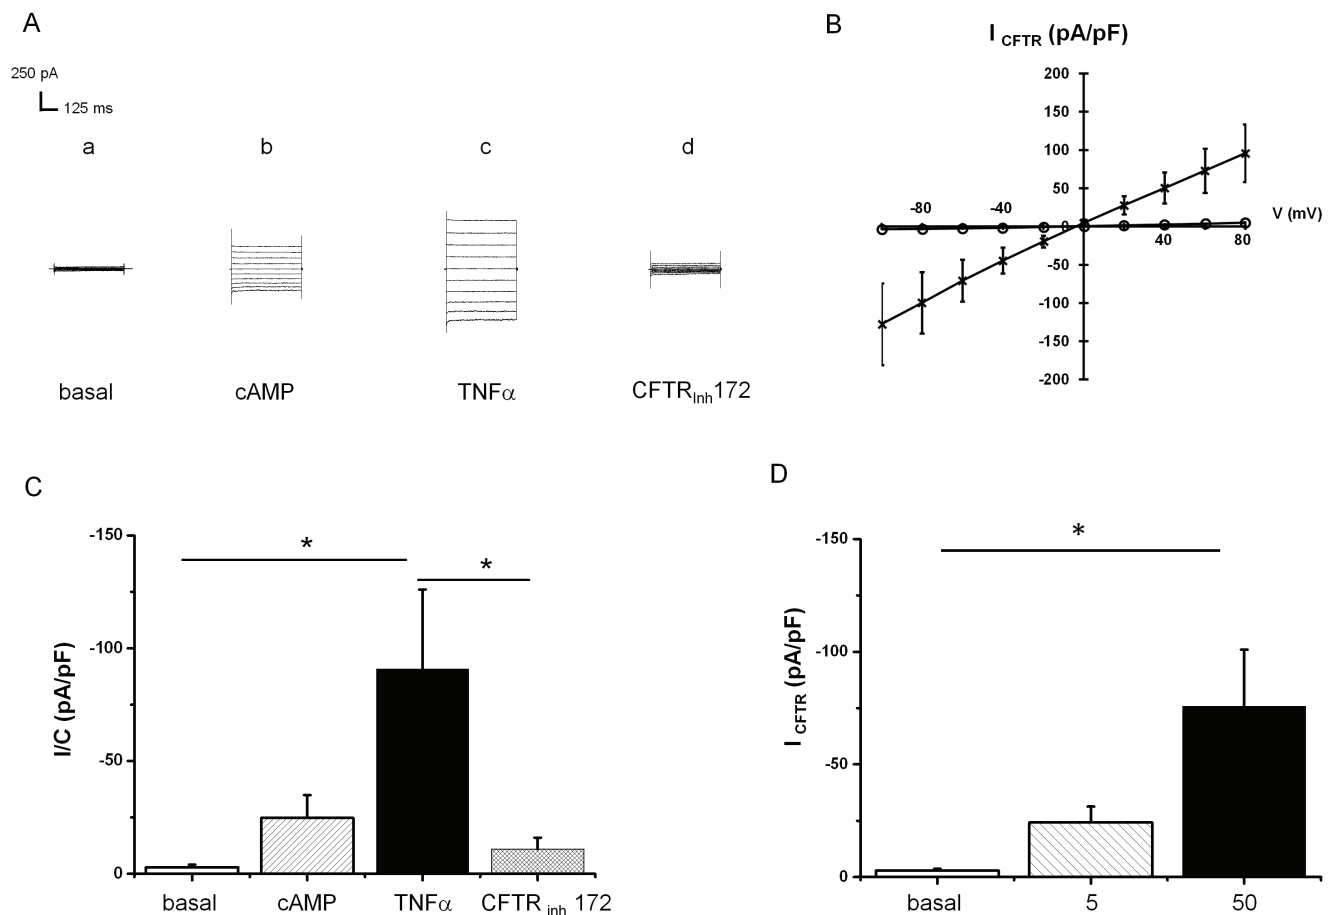 A
250 pA
125 ms
a b c d
basal cAMP TNFα CFTRInh172
B
I CFTR (pA/pF)
200
150
100
50
0
-50
-100
-150
-200
-80 -40 40 80
V (mV)
C
I/C (pA/pF)
-150
-100
-50
0
* *
basal cAMP TNFα CFTR inh 172
D
I CFTR (pA/pF)
-150
-100
-50
0
*
basal 5 50